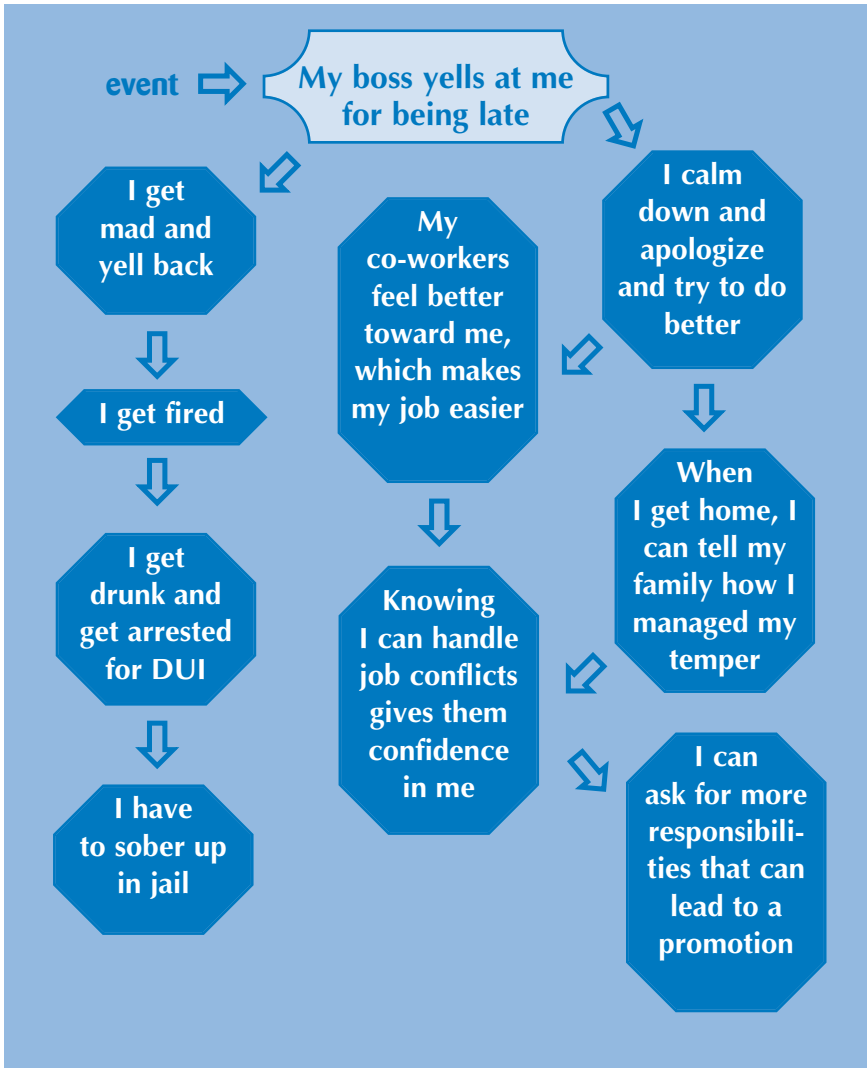 event
My boss yells at me
for being late
I get
mad and
yell back
I get fired
I get
drunk and
get arrested
for DUI
I have
to sober up
in jail
I calm
down and
apologize
and try to do
better
My
co-workers
feel better
toward me,
which makes
my job easier
When
I get home, I
can tell my
family how I
managed my
temper
Knowing
I can handle
job conflicts
gives them
confidence
in me
I can
ask for more
responsibili-
ties that can
lead to a
promotion